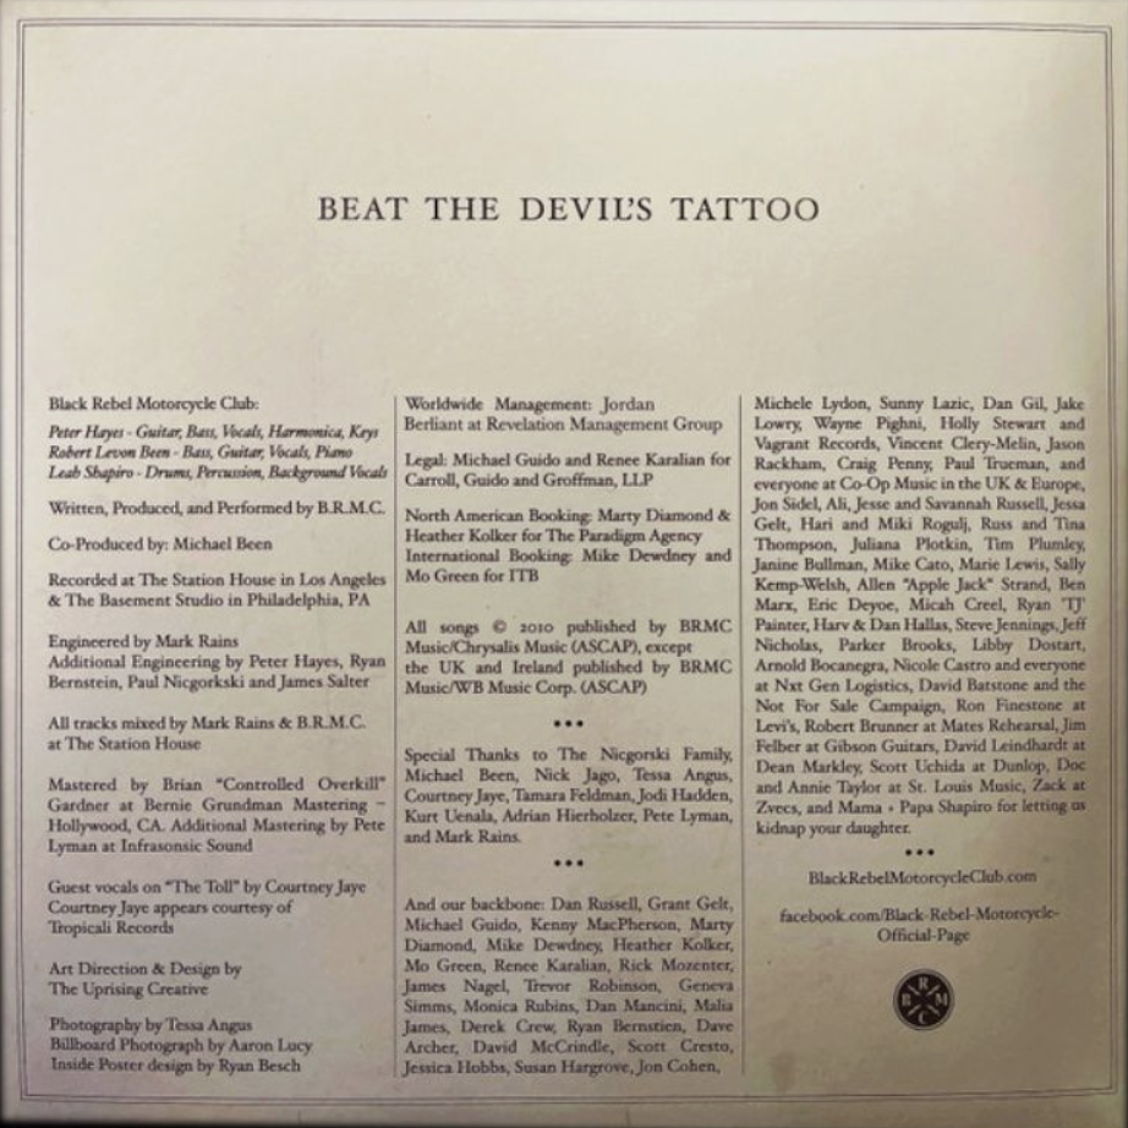 BEAT THE DEVIL'S TATTOO
Black Rebel Motorcycle Club:
Peter Hayes - Guitar, Bass, Vocals, Harmonica, Keys
Robert Levon Been - Bass, Guitar, Vocals, Piano
Leah Shapiro - Drums, Percussion, Background Vocals
Written, Produced, and Performed by B.R.M.C.
Co-Produced by: Michael Been
Recorded at The Station House in Los Angeles
& The Basement Studio in Philadelphia, PA
Engineered by Mark Rains
Additional Engineering by Peter Hayes, Ryan
Bernstein, Paul Nicgorkski and James Salter
All tracks mixed by Mark Rains & B.R.M.C.
at The Station House
Mastered by Brian "Controlled Overkill"
Gardner at Bernie Grundman Mastering –
Hollywood, CA. Additional Mastering by Pete
Lyman at Infrasonic Sound
Guest vocals on "The Toll" by Courtney Jaye
Courtney Jaye appears courtesy of
Tropicali Records
Art Direction & Design by
The Uprising Creative
Photography by Tessa Angus
Billboard Photograph by Aaron Lucy
Inside Poster design by Ryan Besch
Worldwide Management: Jordan
Berliant at Revelation Management Group
Legal: Michael Guido and Renee Karalian for
Carroll, Guido and Groffman, LLP
North American Booking: Marty Diamond &
Heather Kolker for The Paradigm Agency
International Booking: Mike Dewdney and
Mo Green for ITB
All songs © 2010 published by BRMC
Music/Chrysalis Music (ASCAP), except
the UK and Ireland published by BRMC
Music/WB Music Corp. (ASCAP)
•••
Special Thanks to The Nicgorski Family,
Michael Been, Nick Jago, Tessa Angus,
Courtney Jaye, Tamara Feldman, Jodi Hadden,
Kurt Uenala, Adrian Hierholzer, Pete Lyman,
and Mark Rains.
•••
And our backbone: Dan Russell, Grant Gelt,
Michael Guido, Kenny MacPherson, Marty
Diamond, Mike Dewdney, Heather Kolker,
Mo Green, Renee Karalian, Rick Mozenter,
James Nagel, Trevor Robinson, Geneva
Simms, Monica Rubins, Dan Mancini, Malia
James, Derek Crew, Ryan Bernstien, Dave
Archer, David McCrindle, Scott Cresto,
Jessica Hobbs, Susan Hargrove, Jon Cohen,
Michele Lydon, Sunny Lazic, Dan Gil, Jake
Lowry, Wayne Pighni, Holly Stewart and
Vagrant Records, Vincent Clery-Melin, Jason
Rackham, Craig Penny, Paul Trueman, and
everyone at Co-Op Music in the UK & Europe,
Jon Sidel, Ali, Jesse and Savannah Russell, Jessa
Gelt, Hari and Miki Rogulj, Russ and Tina
Thompson, Juliana Plotkin, Tim Plumley,
Janine Bullman, Mike Cato, Marie Lewis, Sally
Kemp-Welsh, Allen "Apple Jack" Strand, Ben
Marx, Eric Deyoe, Micah Creel, Ryan 'TJ'
Painter, Harv & Dan Hallas, Steve Jennings, Jeff
Nicholas, Parker Brooks, Libby Dostart,
Arnold Bocanegra, Nicole Castro and everyone
at Nxt Gen Logistics, David Batstone and the
Not For Sale Campaign, Ron Finestone at
Levi's, Robert Brunner at Mates Rehearsal, Jim
Felber at Gibson Guitars, David Leindhardt at
Dean Markley, Scott Uchida at Dunlop, Doc
and Annie Taylor at St. Louis Music, Zack at
Zvecs, and Mama + Papa Shapiro for letting us
kidnap your daughter.
•••
BlackRebelMotorcycleClub.com
facebook.com/Black-Rebel-Motorcycle-
Official-Page
B R M C